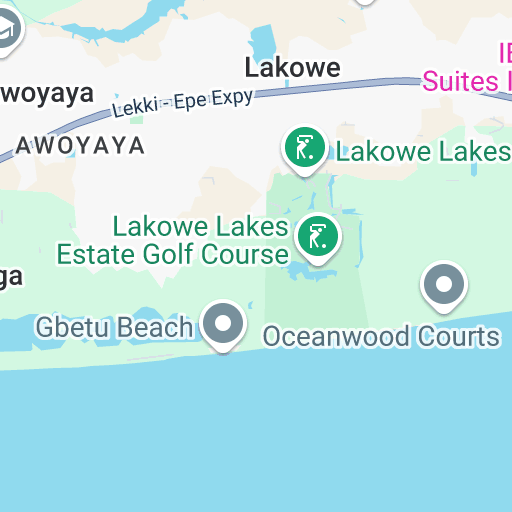 Lakowe
IB
Suites I
woyaya
Lekki - Epe Expy
AWOYAYA
Lakowe Lakes
Lakowe Lakes
Estate Golf Course
ga
Gbetu Beach
Oceanwood Courts